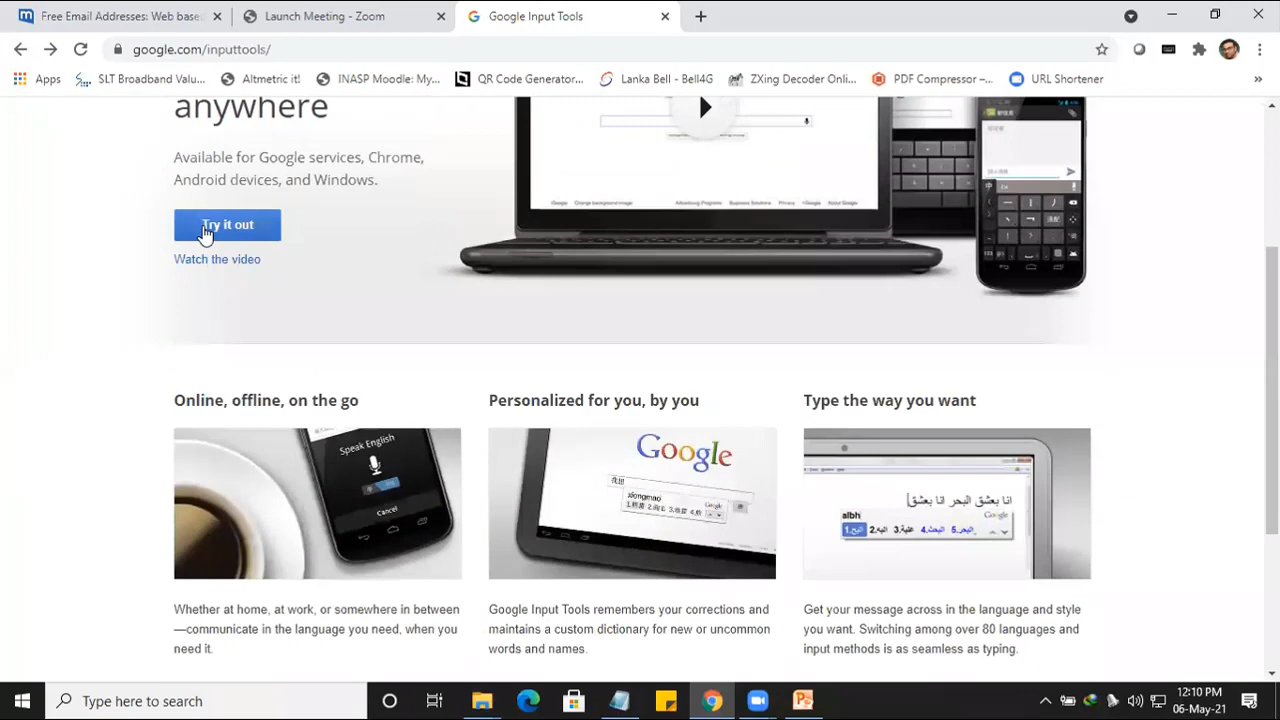 Free Email Addresses: Web base
Launch Meeting - Zoom
Google Input Tools
google.com/inputtools/
Apps
SLT Broadband Valu...
Altmetric it!
INASP Moodle: My...
QR Code Generator...
Lanka Bell - Bell4G
ZXing Decoder Onli...
PDF Compressor –...
URL Shortener
»
anywhere
Available for Google services, Chrome,
Android devices, and Windows.
Try it out
Watch the video
Online, offline, on the go
Personalized for you, by you
Type the way you want
Speak English
Cancel
Google
xiongmao
Google
انا بعشق البحر انا بعشق
albh
Google
Whether at home, at work, or somewhere in between
—communicate in the language you need, when you
need it.
Google Input Tools remembers your corrections and
maintains a custom dictionary for new or uncommon
words and names.
Get your message across in the language and style
you want. Switching among over 80 languages and
input methods is as seamless as typing.
Type here to search
12:10 PM
06-May-21